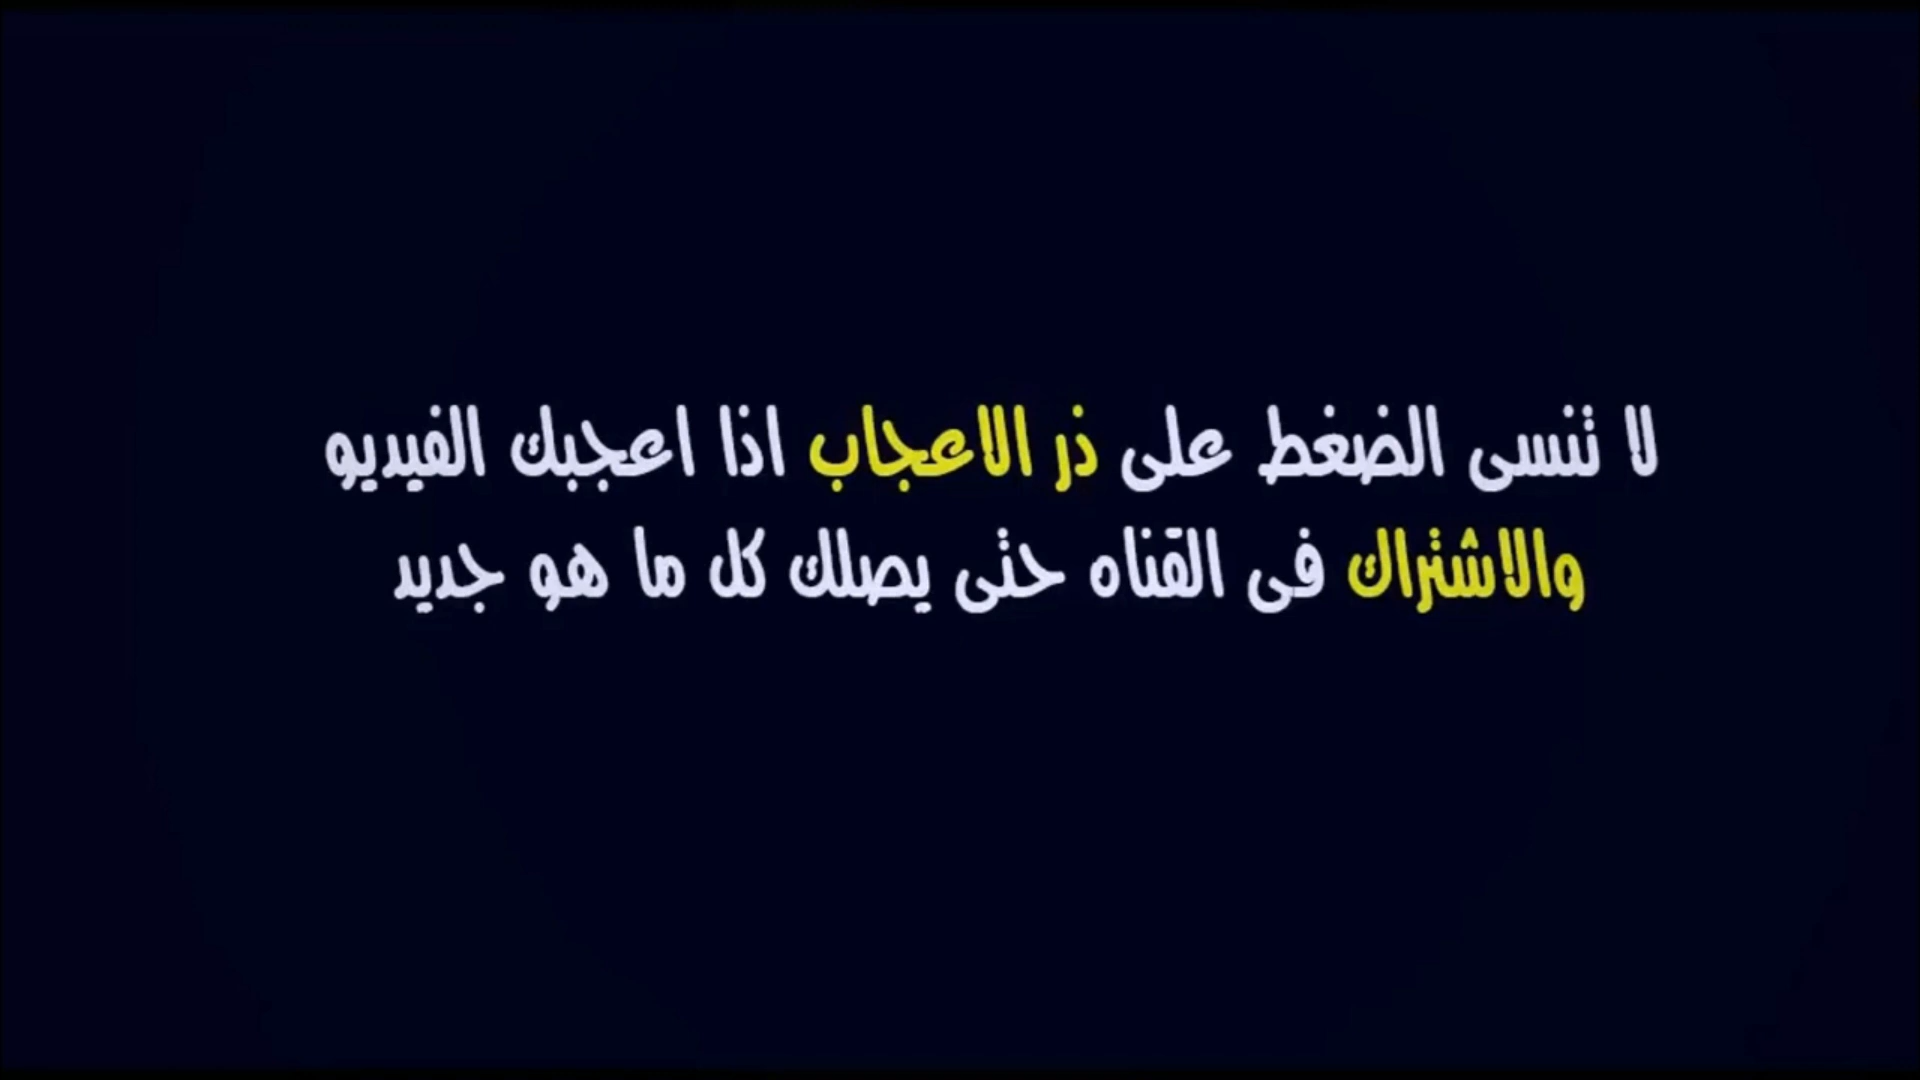 لا تنسى الضغط على ذر الاعجاب اذا اعجبك الفيديو
والاشتراك فى القناه حتى يصلك كل ما هو جديد